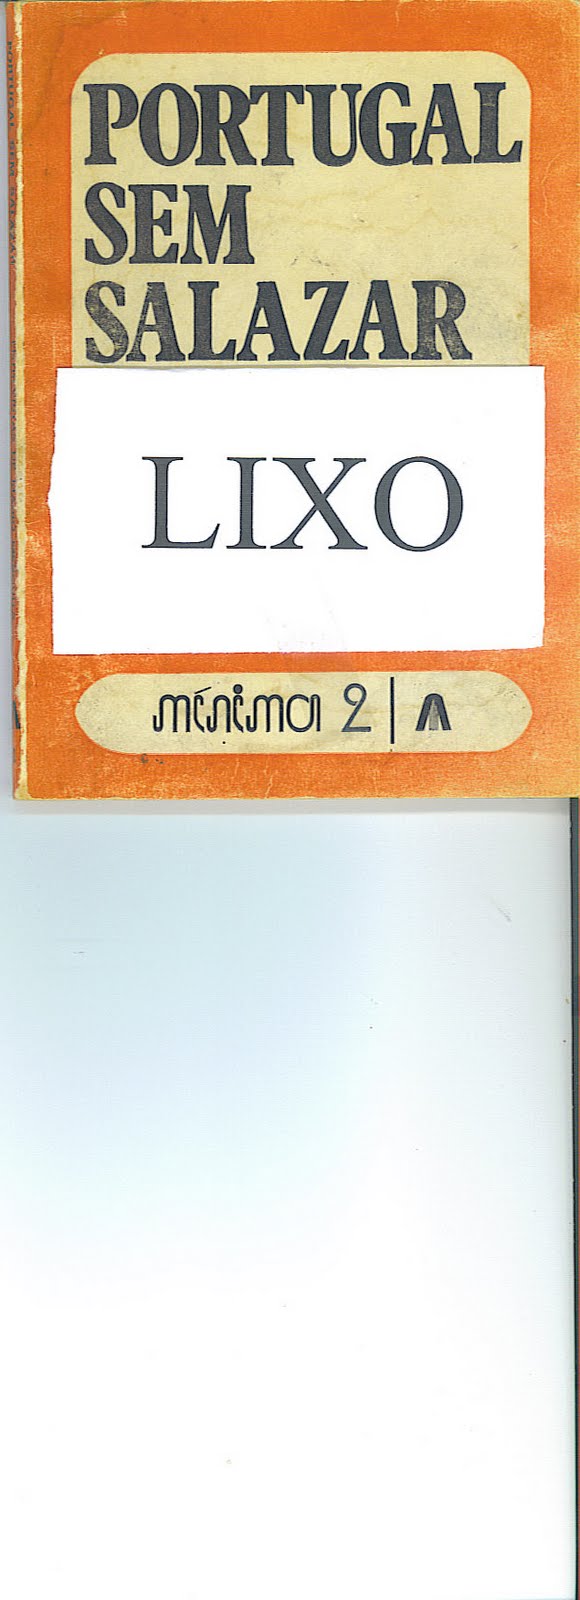 PORTUGAL
SEM
SALAZAR
LIXO
mínima 2